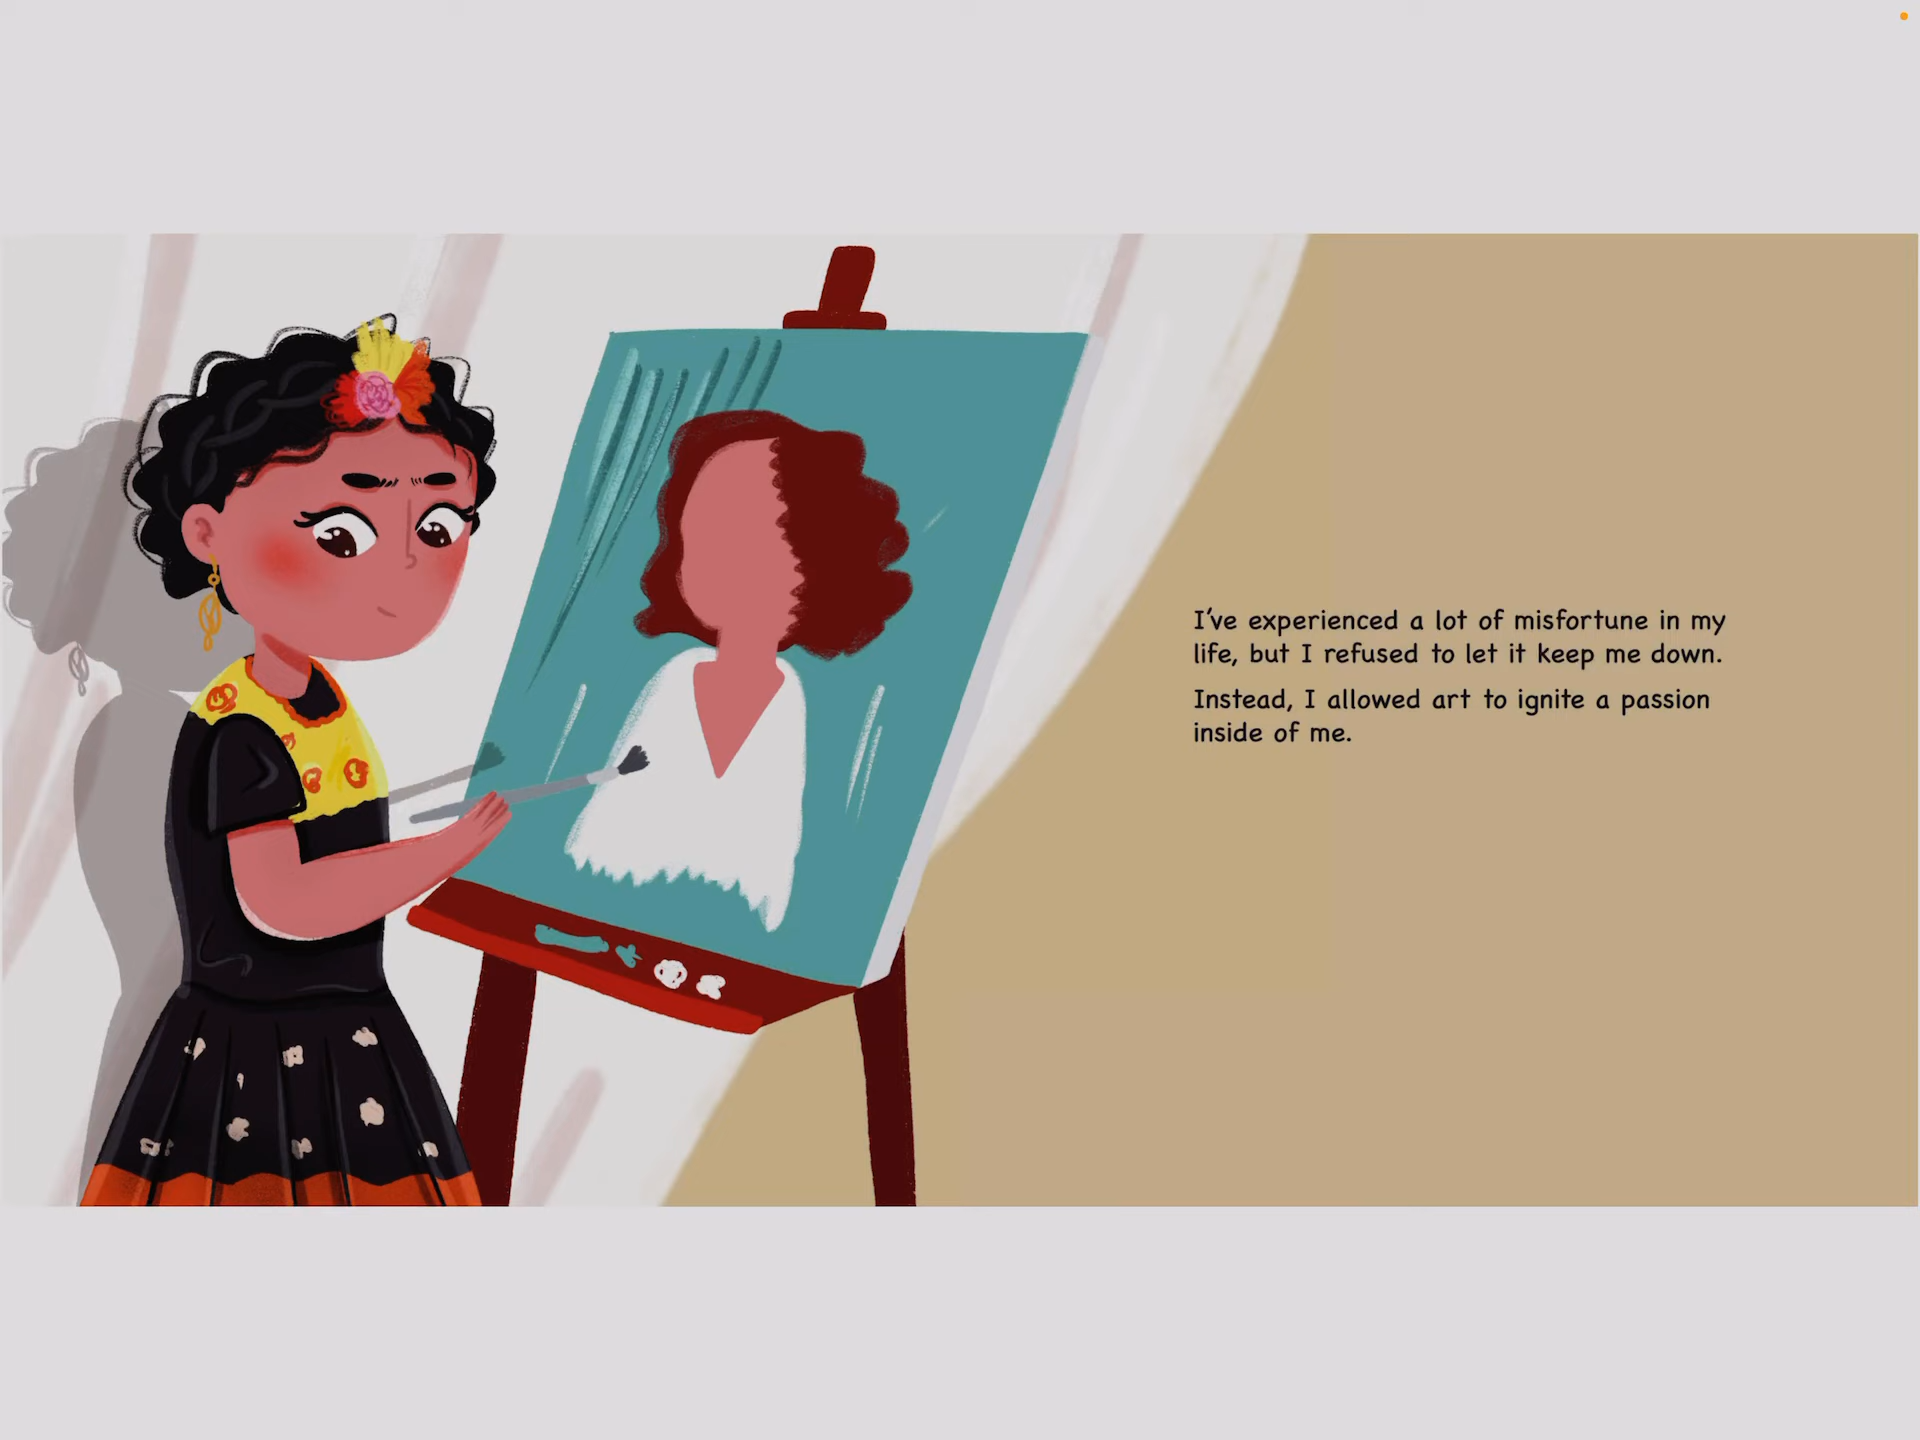 I've experienced a lot of misfortune in my
life, but I refused to let it keep me down.
Instead, I allowed art to ignite a passion
inside of me.